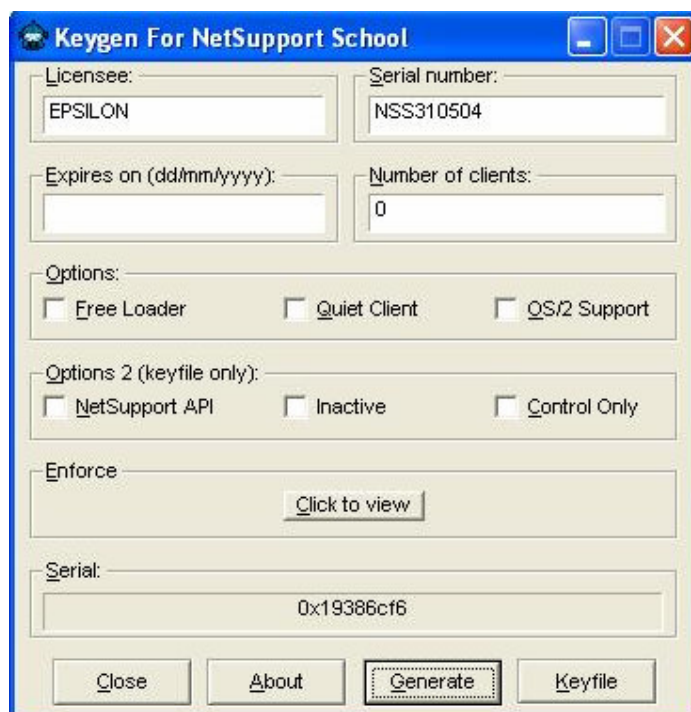 Keygen For NetSupport School
Licensee: Serial number:
EPSILON NSS310504
Expires on (dd/mm/yyyy): Number of clients:
0
Options:
Free Loader Quiet Client OS/2 Support
Options 2 (keyfile only):
NetSupport API Inactive Control Only
Enforce
Click to view
Serial:
0x19386cf6
Close About Generate Keyfile